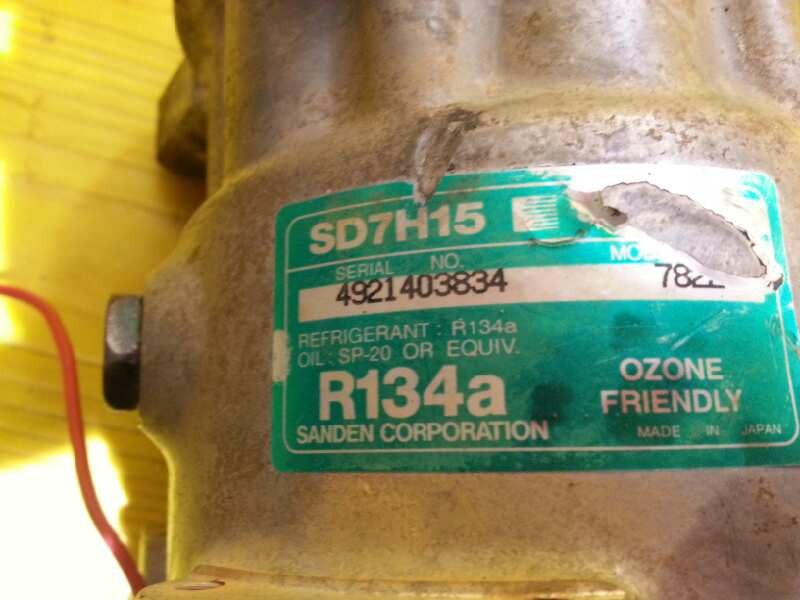 SD7H15
SERIAL NO.
4921403834
REFRIGERANT : R134a
OIL : SP-20 OR EQUIV.
R134a
OZONE
FRIENDLY
SANDEN CORPORATION
MADE IN JAPAN